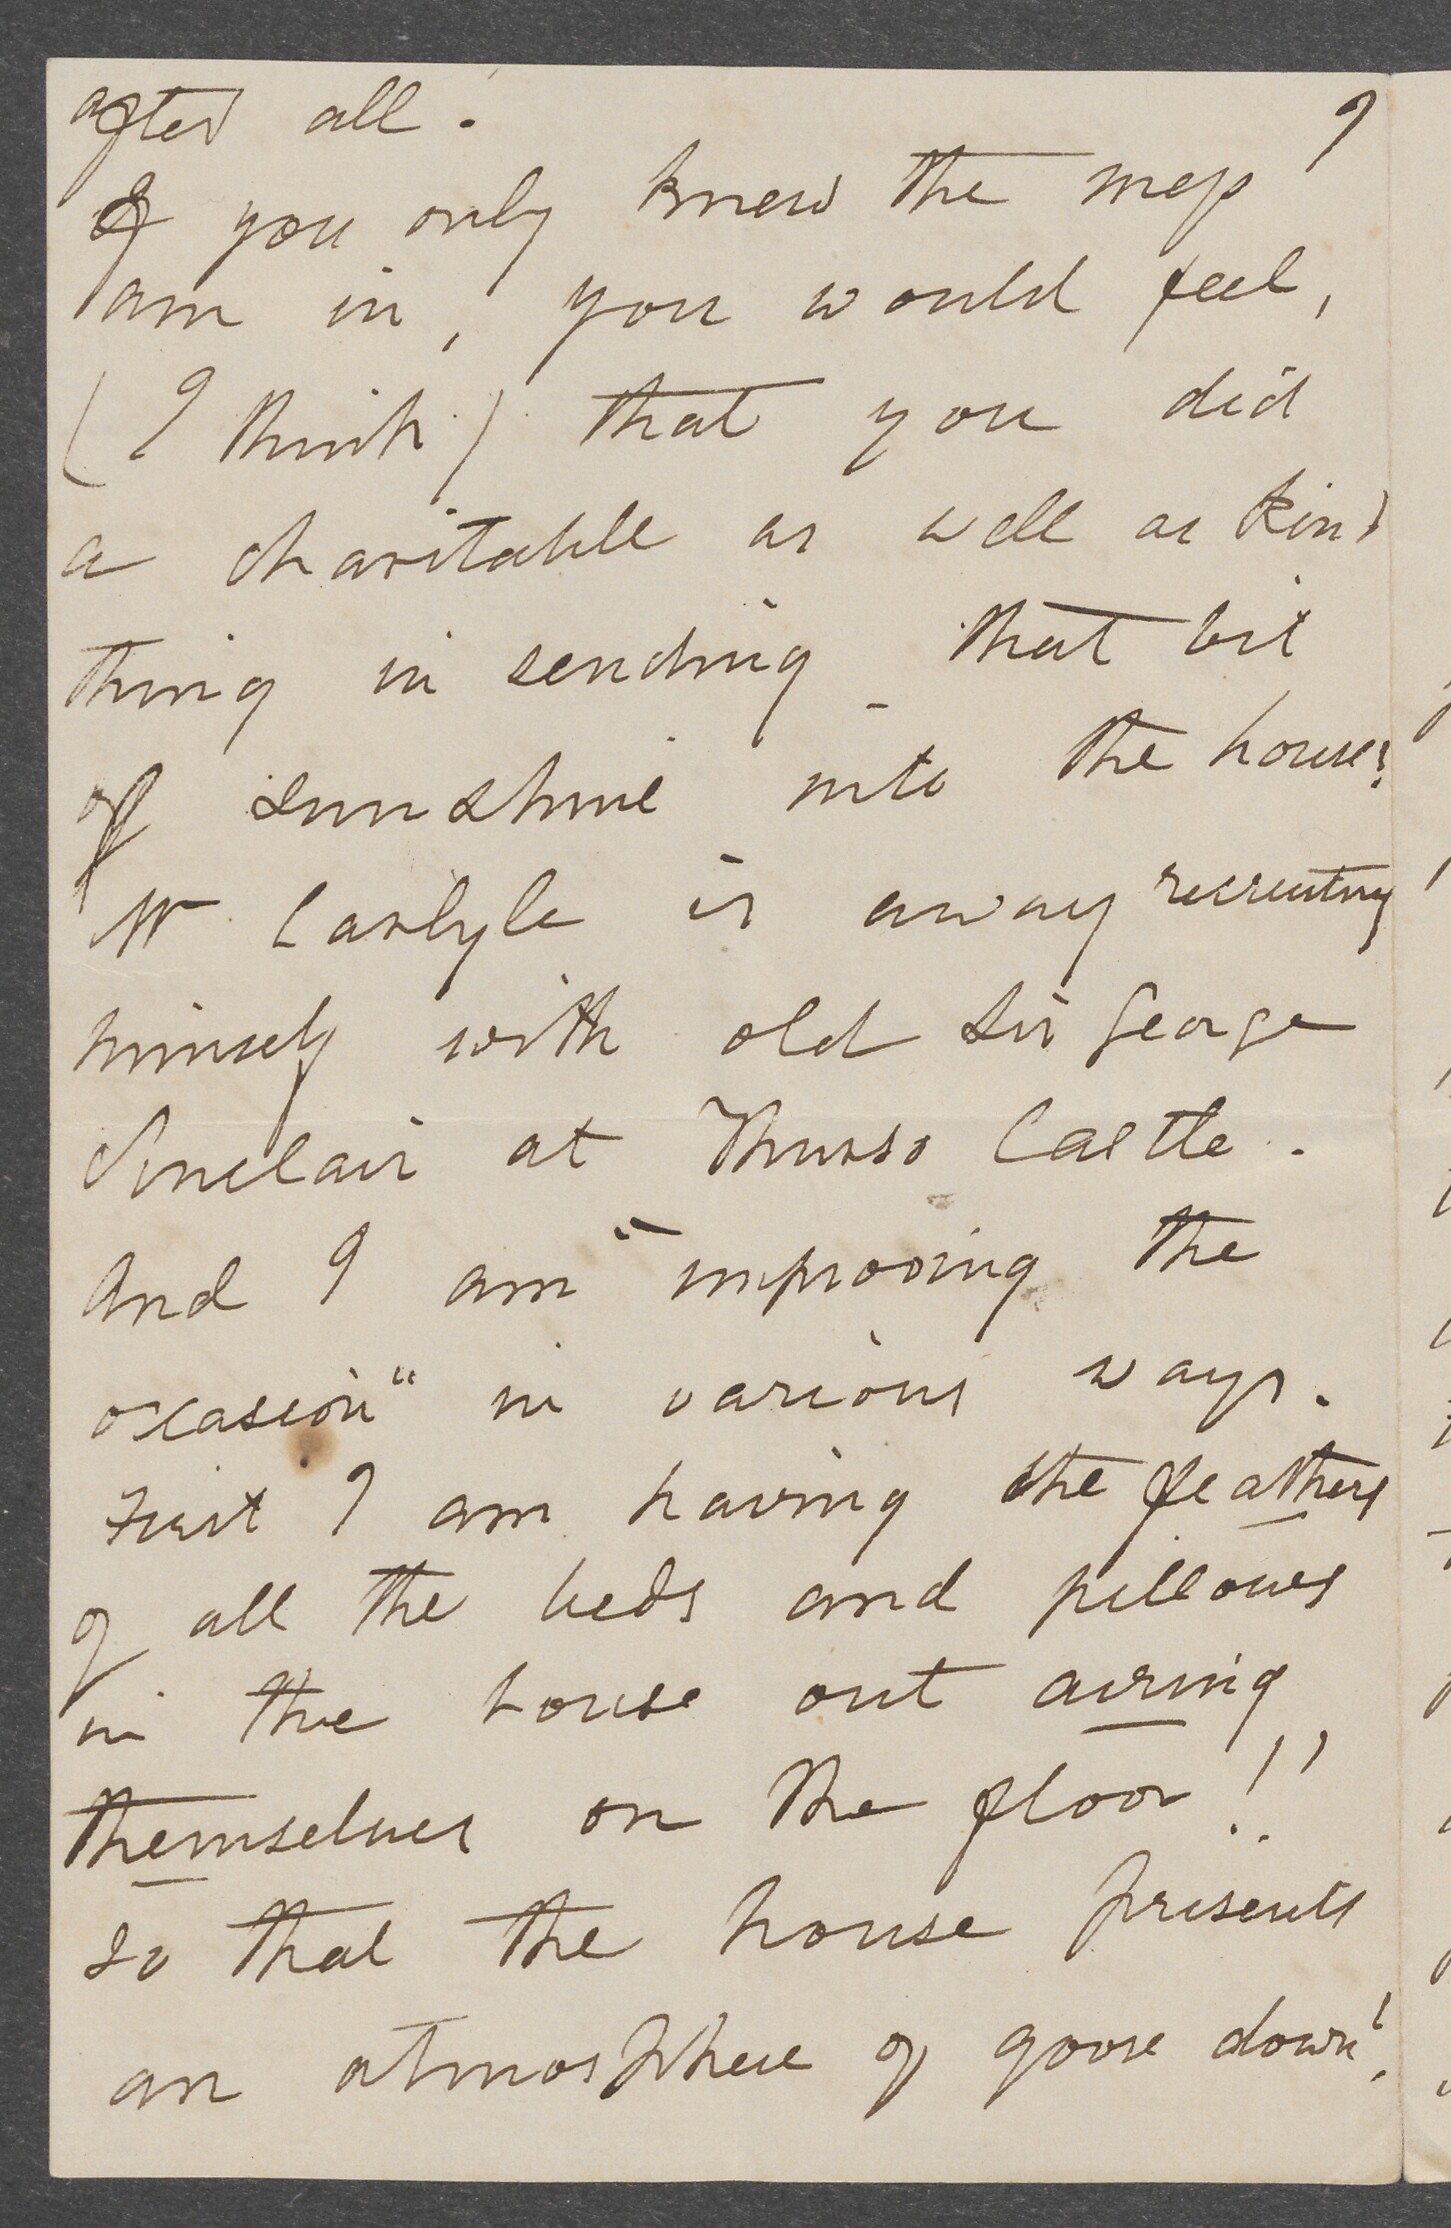 after all.
If you only knew the mess I
am in, you would feel,
(I think) that you did
a charitable as well as kind
thing in sending that bit
of sunshine into the house!
Mr Carlyle is away recruiting
himself with old Sir George
Sinclair at Thurso Castle.
And I am "improving the
occasion" in various ways.
First I am having the feathers
of all the beds and pillows
in the house out airing
themselves on the floor!!
so that the house presents
an atmosphere of goose down!